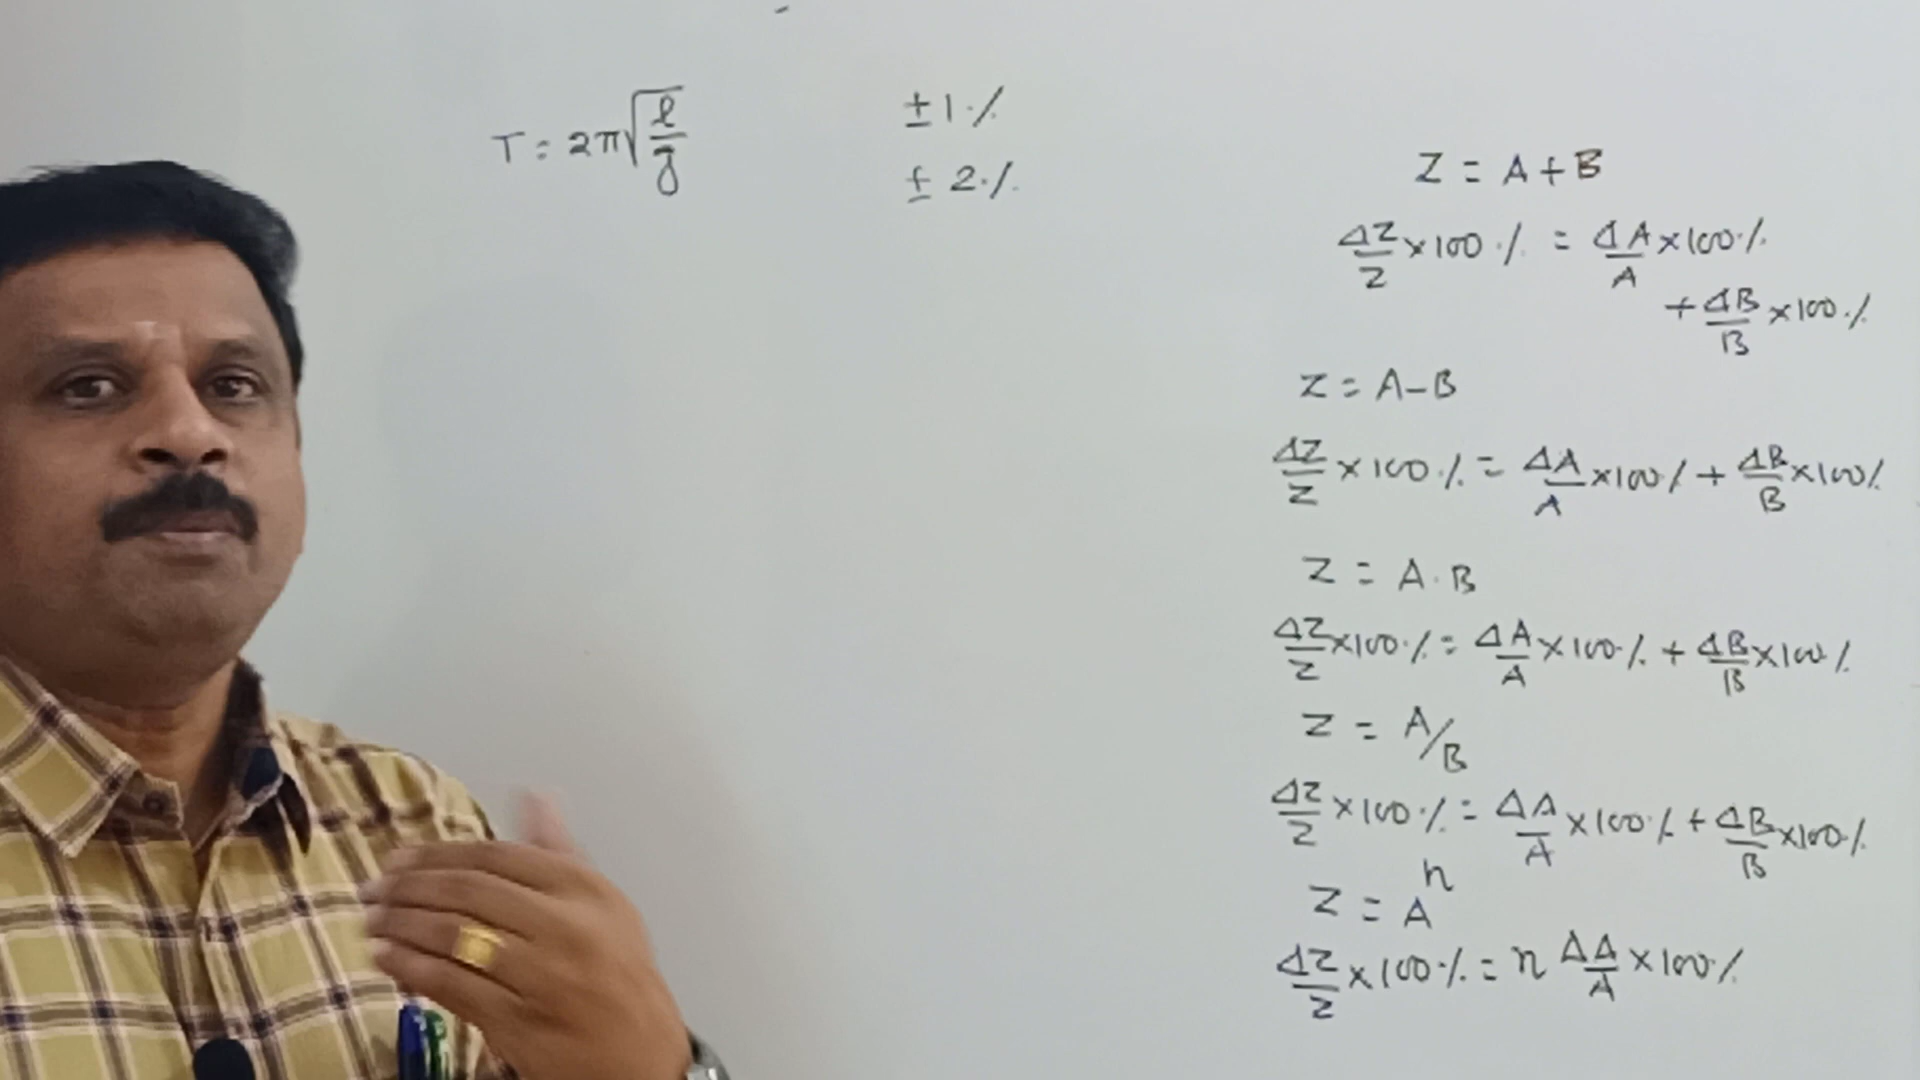 T = 2π√(l/g)
±1%
±2%
Z = A+B
ΔZ/Z ×100% = ΔA/A ×100%
+ ΔB/B ×100%
Z = A-B
ΔZ/Z ×100% = ΔA/A ×100% + ΔB/B ×100%
Z = A.B
ΔZ/Z ×100% = ΔA/A ×100% + ΔB/B ×100%
Z = A/B
ΔZ/Z ×100% = ΔA/A ×100% + ΔB/B ×100%
Z = Aⁿ
ΔZ/Z ×100% = n ΔA/A ×100%